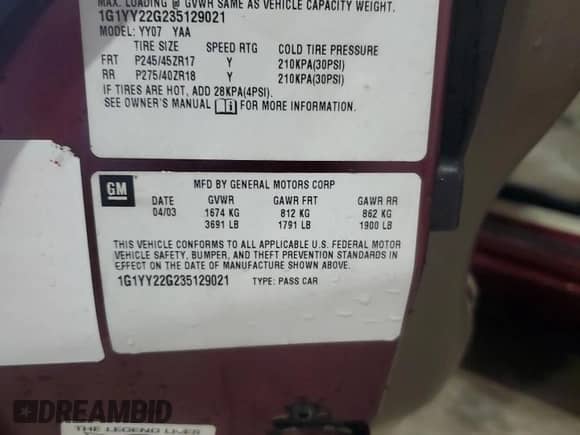 MAX. LOADING @ GVWR SAME AS VEHICLE CAPACITY WEIGHT.
1G1YY22G235129021
MODEL: YY07 YAA
TIRE SIZE SPEED RTG COLD TIRE PRESSURE
FRT P245/45ZR17 Y 210KPA(30PSI)
RR P275/40ZR18 Y 210KPA(30PSI)
IF TIRES ARE HOT, ADD 28KPA(4PSI).
SEE OWNER'S MANUAL FOR MORE INFORMATION.
GM
MFD BY GENERAL MOTORS CORP
DATE GVWR GAWR FRT GAWR RR
04/03 1674 KG 812 KG 862 KG
3691 LB 1791 LB 1900 LB
THIS VEHICLE CONFORMS TO ALL APPLICABLE U.S. FEDERAL MOTOR
VEHICLE SAFETY, BUMPER, AND THEFT PREVENTION STANDARDS IN
EFFECT ON THE DATE OF MANUFACTURE SHOWN ABOVE.
1G1YY22G235129021 TYPE: PASS CAR
DREAMBID
THE LEGEND LIVES